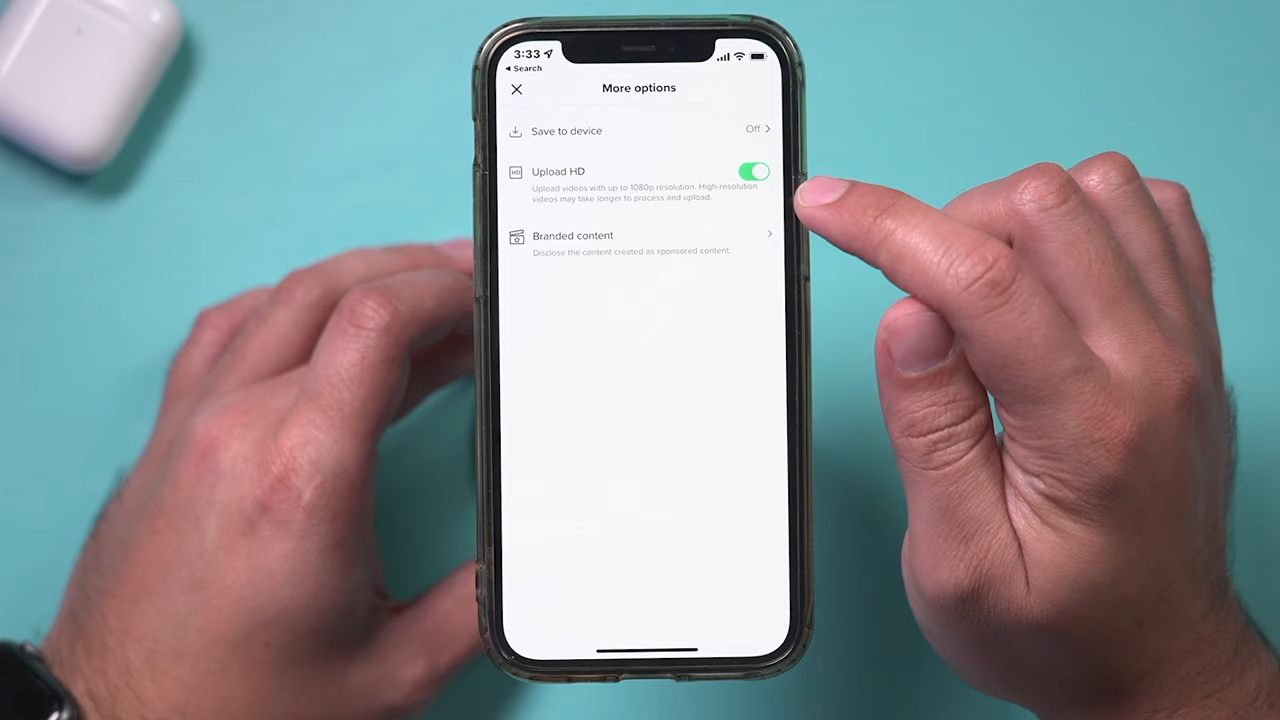 3:33
Search
More options
Save to device
Off
HD
Upload HD
Upload videos with up to 1080p resolution. High-resolution
videos may take longer to process and upload.
Branded content
Disclose the content created as sponsored content.